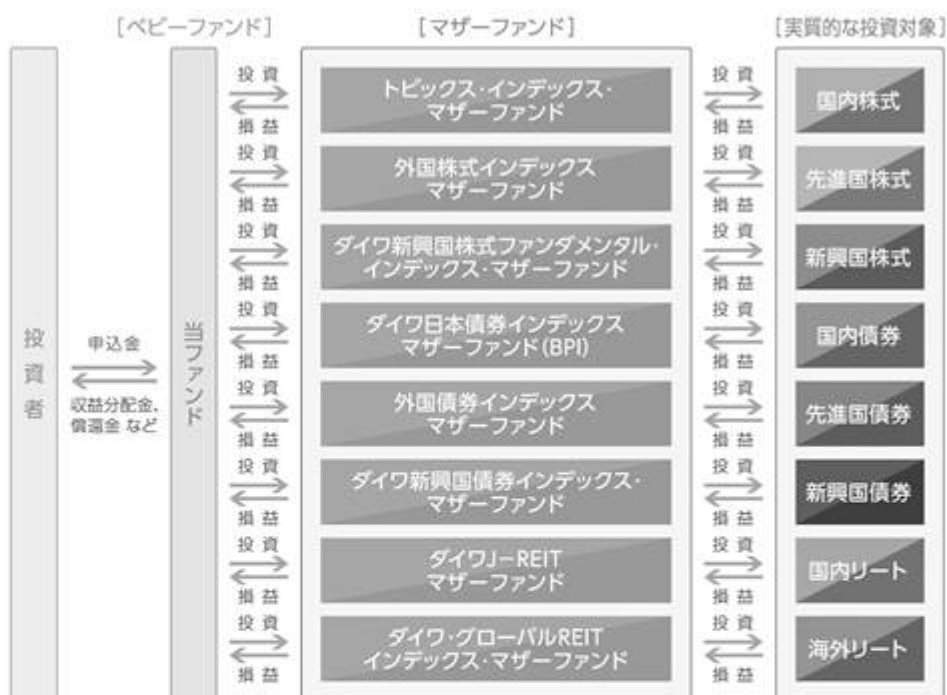 [ベビーファンド]
[マザーファンド]
[実質的な投資対象]
投資者
申込金
収益分配金、
償還金 など
当ファンド
投資
損益
トピックス・インデックス・
マザーファンド
投資
損益
国内株式
投資
損益
外国株式インデックス
マザーファンド
投資
損益
先進国株式
投資
損益
ダイワ新興国株式ファンダメンタル・
インデックス・マザーファンド
投資
損益
新興国株式
投資
損益
ダイワ日本債券インデックス
マザーファンド(BPI)
投資
損益
国内債券
投資
損益
外国債券インデックス
マザーファンド
投資
損益
先進国債券
投資
損益
ダイワ新興国債券インデックス・
マザーファンド
投資
損益
新興国債券
投資
損益
ダイワJ-REIT
マザーファンド
投資
損益
国内リート
投資
損益
ダイワ・グローバルREIT
インデックス・マザーファンド
投資
損益
海外リート